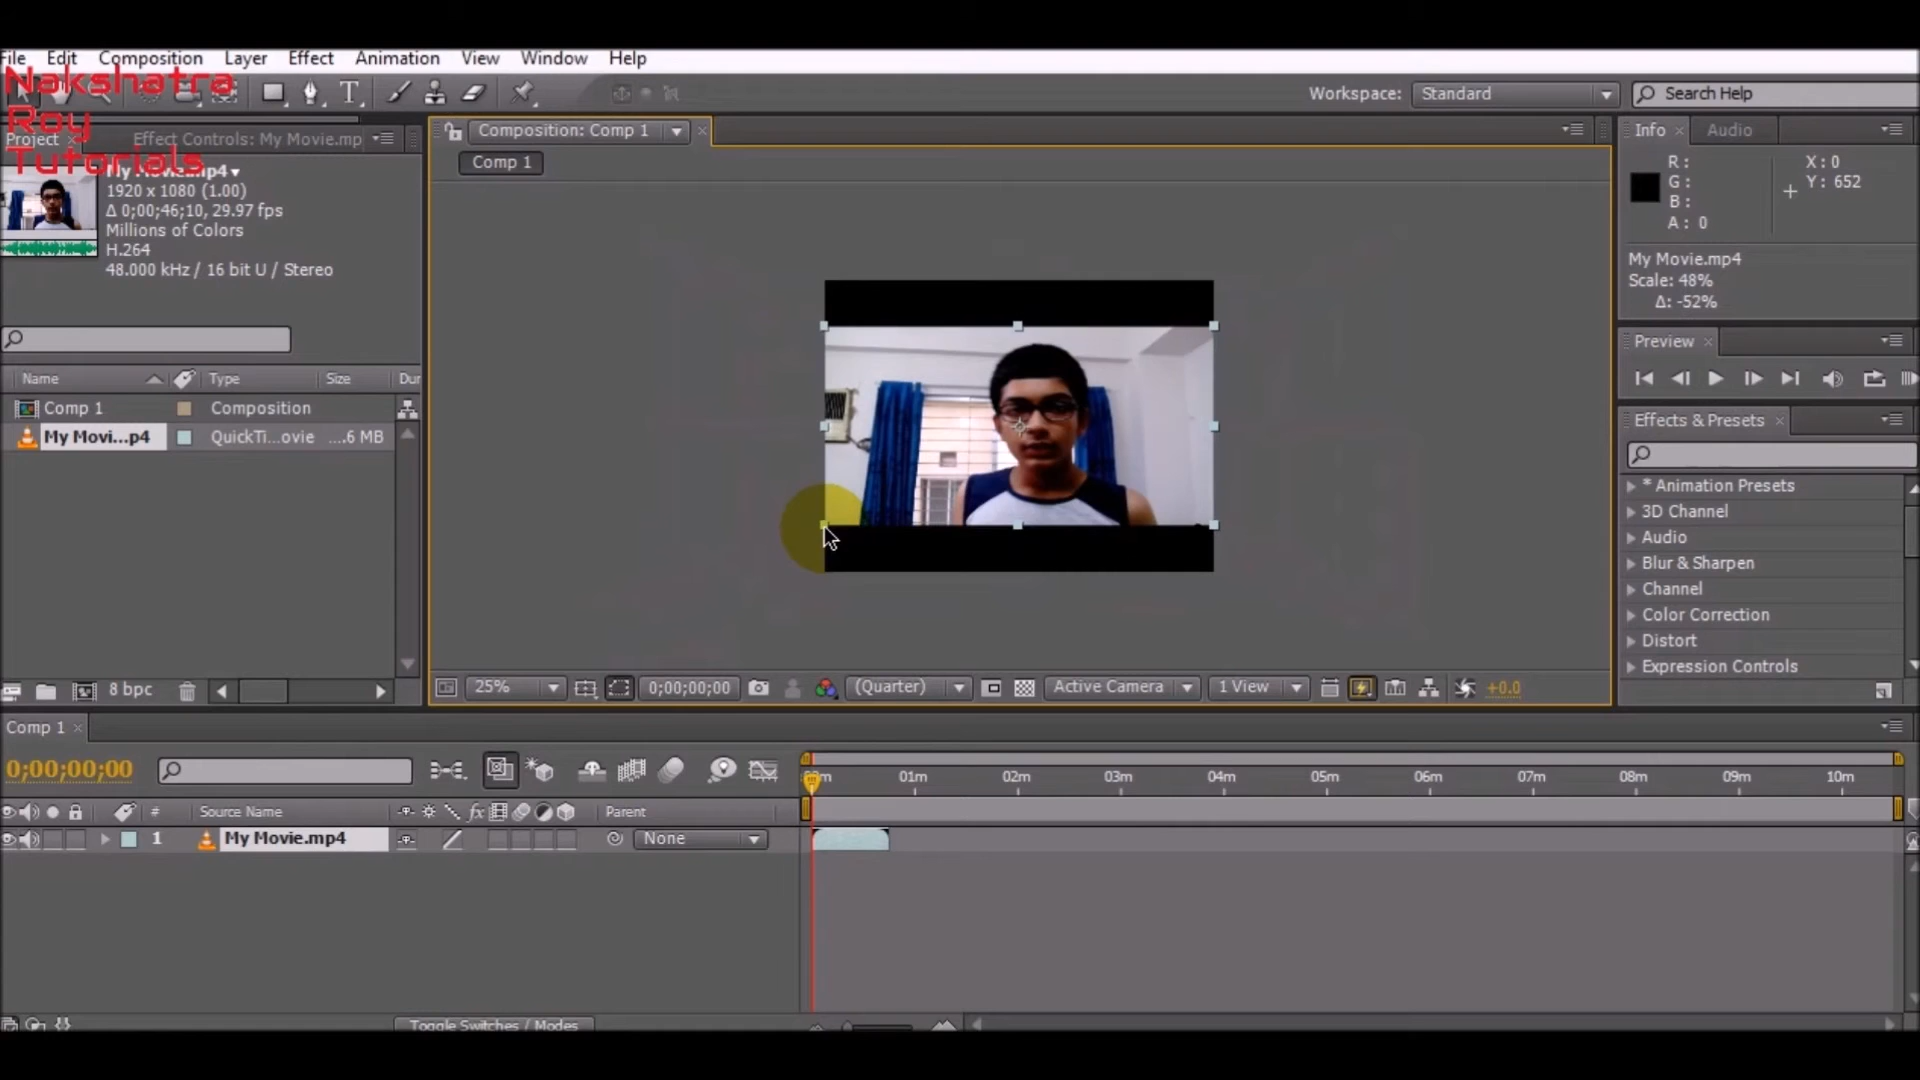 File Edit Composition Layer Effect Animation View Window Help
Nakshatra
Roy
Tutorials
Workspace: Standard
Search Help
Project Effect Controls: My Movie.mp
Composition: Comp 1
Info Audio
Comp 1
My Movie.mp4
1920 x 1080 (1.00)
Δ 0;00;46;10, 29.97 fps
Millions of Colors
H.264
48.000 kHz / 16 bit U / Stereo
R :
G :
B :
A : 0
X : 0
Y : 652
My Movie.mp4
Scale: 48%
Δ: -52%
Preview
Name Type Size Dur
Comp 1 Composition
My Movi...p4 QuickTi...ovie ....6 MB
Effects & Presets
* Animation Presets
3D Channel
Audio
Blur & Sharpen
Channel
Color Correction
Distort
Expression Controls
8 bpc
25% 0;00;00;00 (Quarter) Active Camera 1 View +0.0
Comp 1
0;00;00;00
01m 02m 03m 04m 05m 06m 07m 08m 09m 10m
# Source Name fx Parent
1 My Movie.mp4 None
Toggle Switches / Modes